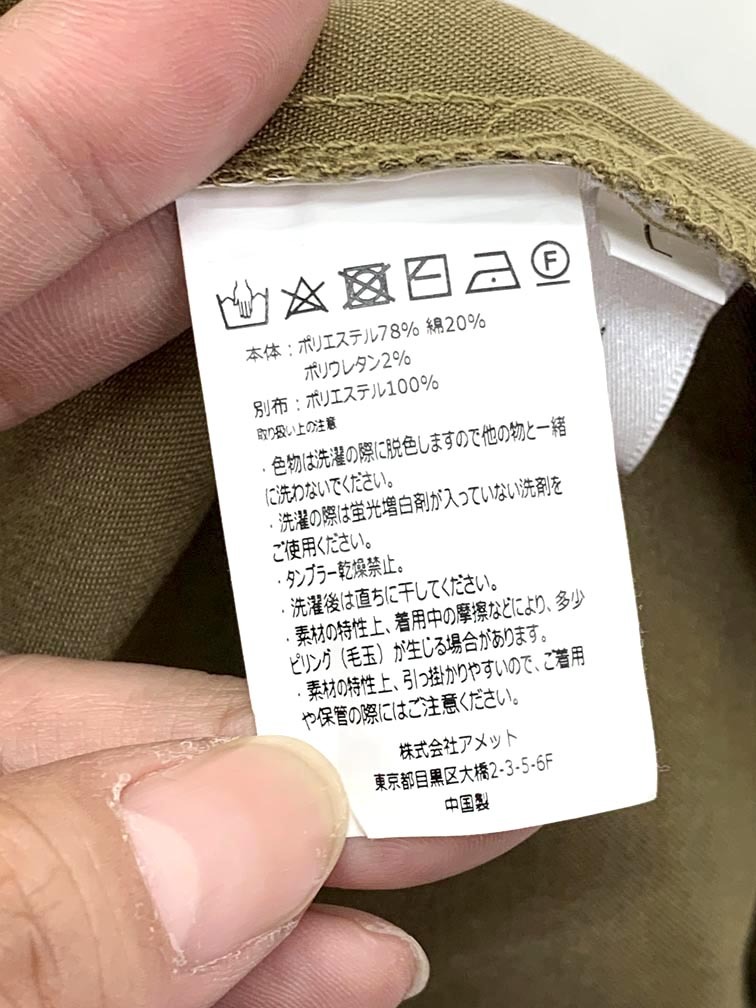 L
F
本体：ポリエステル78% 綿20%
ポリウレタン2%
別布：ポリエステル100%
取り扱い上の注意
・色物は洗濯の際に脱色しますので他の物と一緒
に洗わないでください。
・洗濯の際は蛍光増白剤が入っていない洗剤を
ご使用ください。
・タンブラー乾燥禁止。
・洗濯後は直ちに干してください。
・素材の特性上、着用中の摩擦などにより、多少
ピリング（毛玉）が生じる場合があります。
・素材の特性上、引っ掛かりやすいので、ご着用
や保管の際にはご注意ください。
株式会社アメット
東京都目黒区大橋2-3-5-6F
中国製